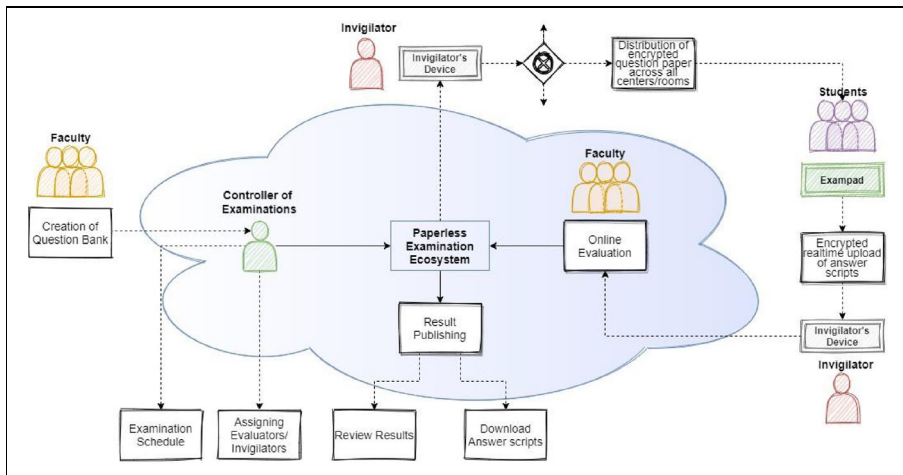 Invigilator
Invigilator's
Device
Distribution of
encrypted
question paper
across all
centers/rooms
Students
Exampad
Encrypted
realtime upload
of answer
scripts
Invigilator's
Device
Invigilator
Faculty
Creation of
Question Bank
Controller of
Examinations
Paperless
Examination
Ecosystem
Faculty
Online
Evaluation
Result
Publishing
Examination
Schedule
Assigning
Evaluators/
Invigilators
Review Results
Download
Answer scripts